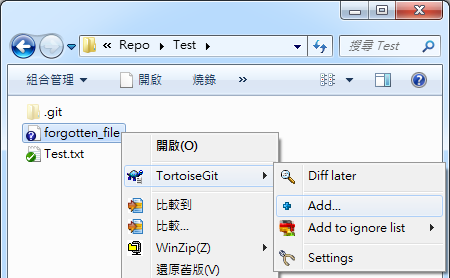 « Repo ▸ Test ▸
搜尋 Test
組合管理 ▼ 開啟 燒錄 »
.git
forgotten_file
Test.txt
開啟(O)
TortoiseGit
比較到
比較...
WinZip(Z)
還原舊版(V)
Diff later
Add...
Add to ignore list
Settings